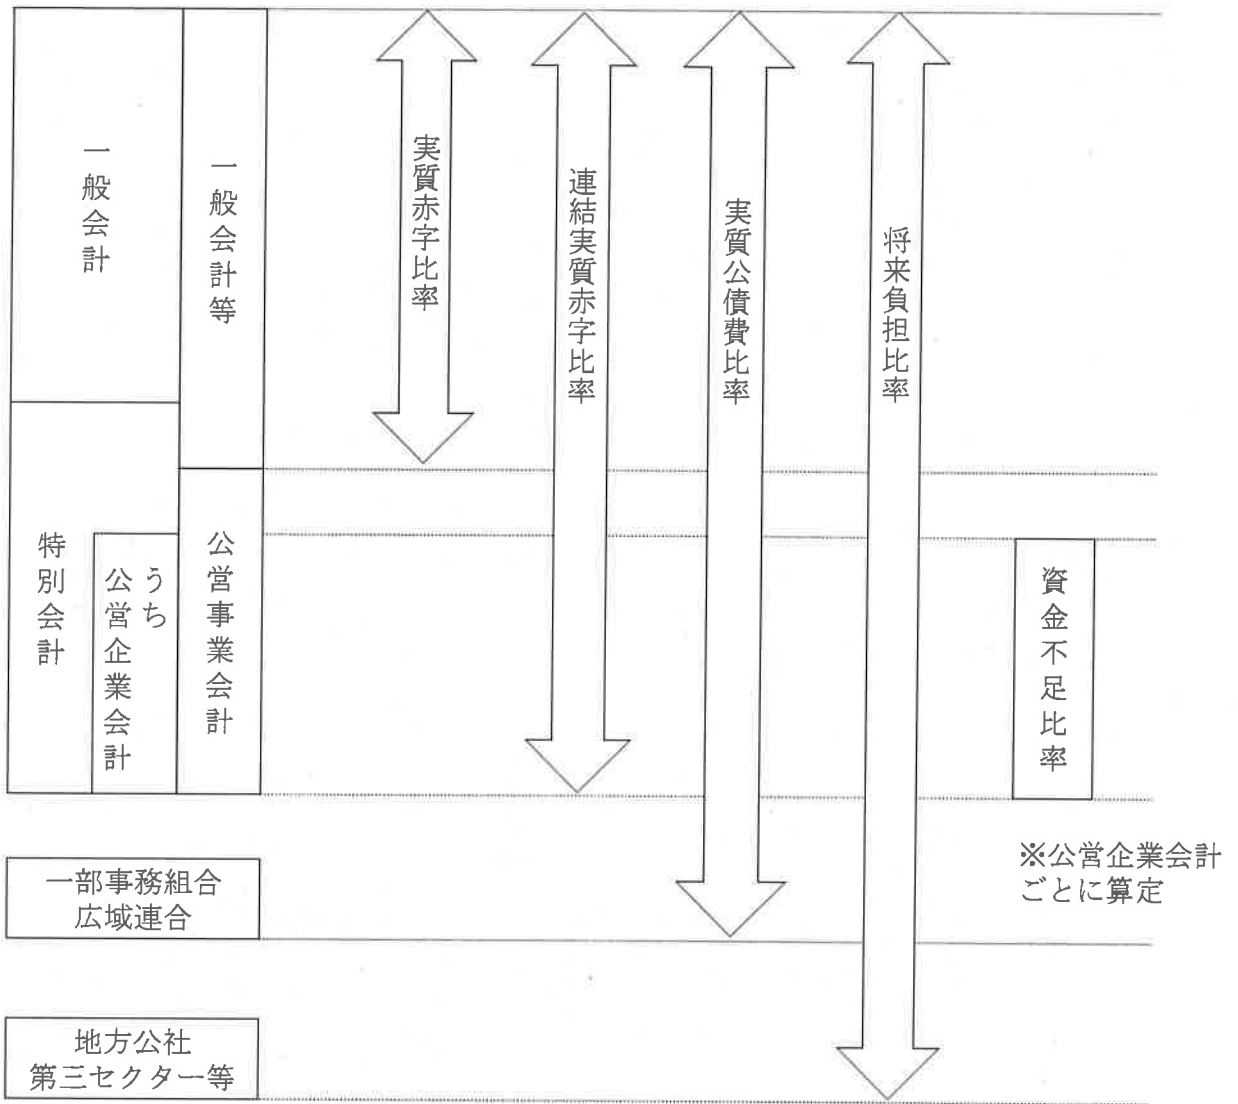 一般会計
一般会計等
実質赤字比率
連結実質赤字比率
実質公債費比率
将来負担比率
特別会計
うち
公営企業会計
公営事業会計
資金不足比率
※公営企業会計
ごとに算定
一部事務組合
広域連合
地方公社
第三セクター等